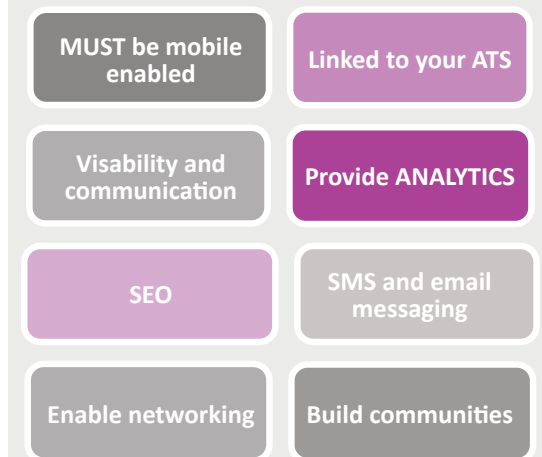 MUST be mobile
enabled
Linked to your ATS
Visability and
communication
Provide ANALYTICS
SEO
SMS and email
messaging
Enable networking
Build communities